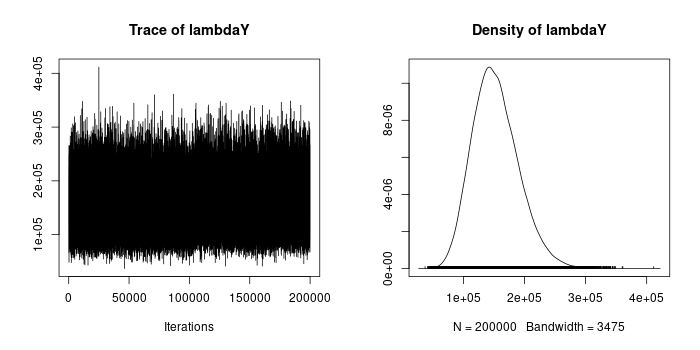 Trace of lambdaY
4e+05
3e+05
2e+05
1e+05
0 50000 100000 150000 200000
Iterations
Density of lambdaY
8e-06
4e-06
0e+00
1e+05 2e+05 3e+05 4e+05
N = 200000 Bandwidth = 3475